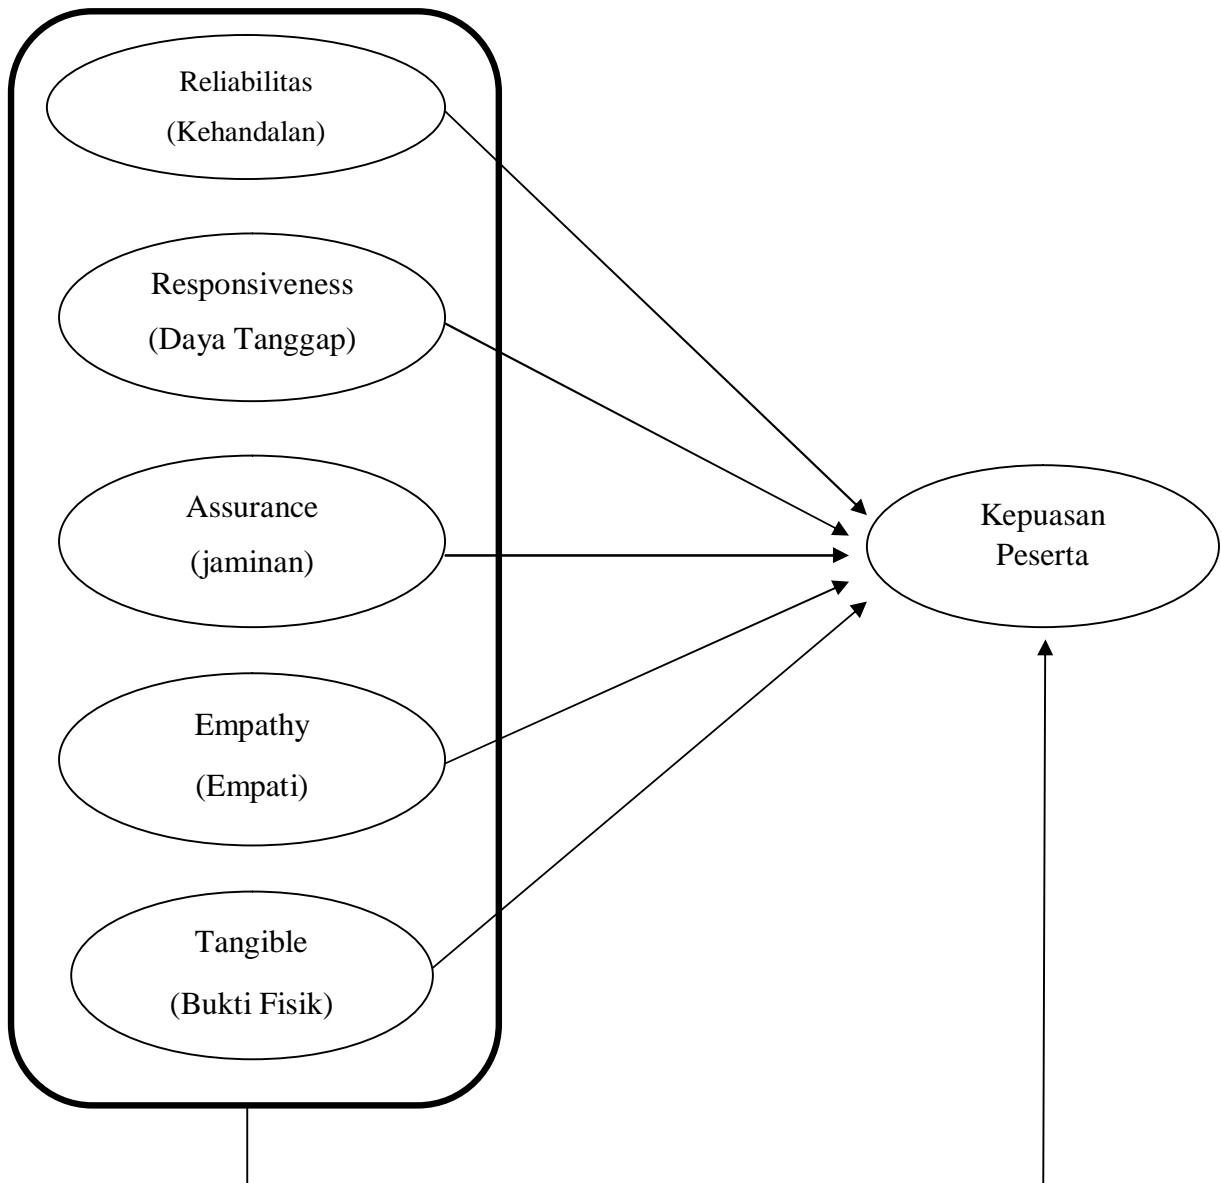 Reliabilitas
(Kehandalan)
Responsiveness
(Daya Tanggap)
Assurance
(jaminan)
Kepuasan
Peserta
Empathy
(Empati)
Tangible
(Bukti Fisik)